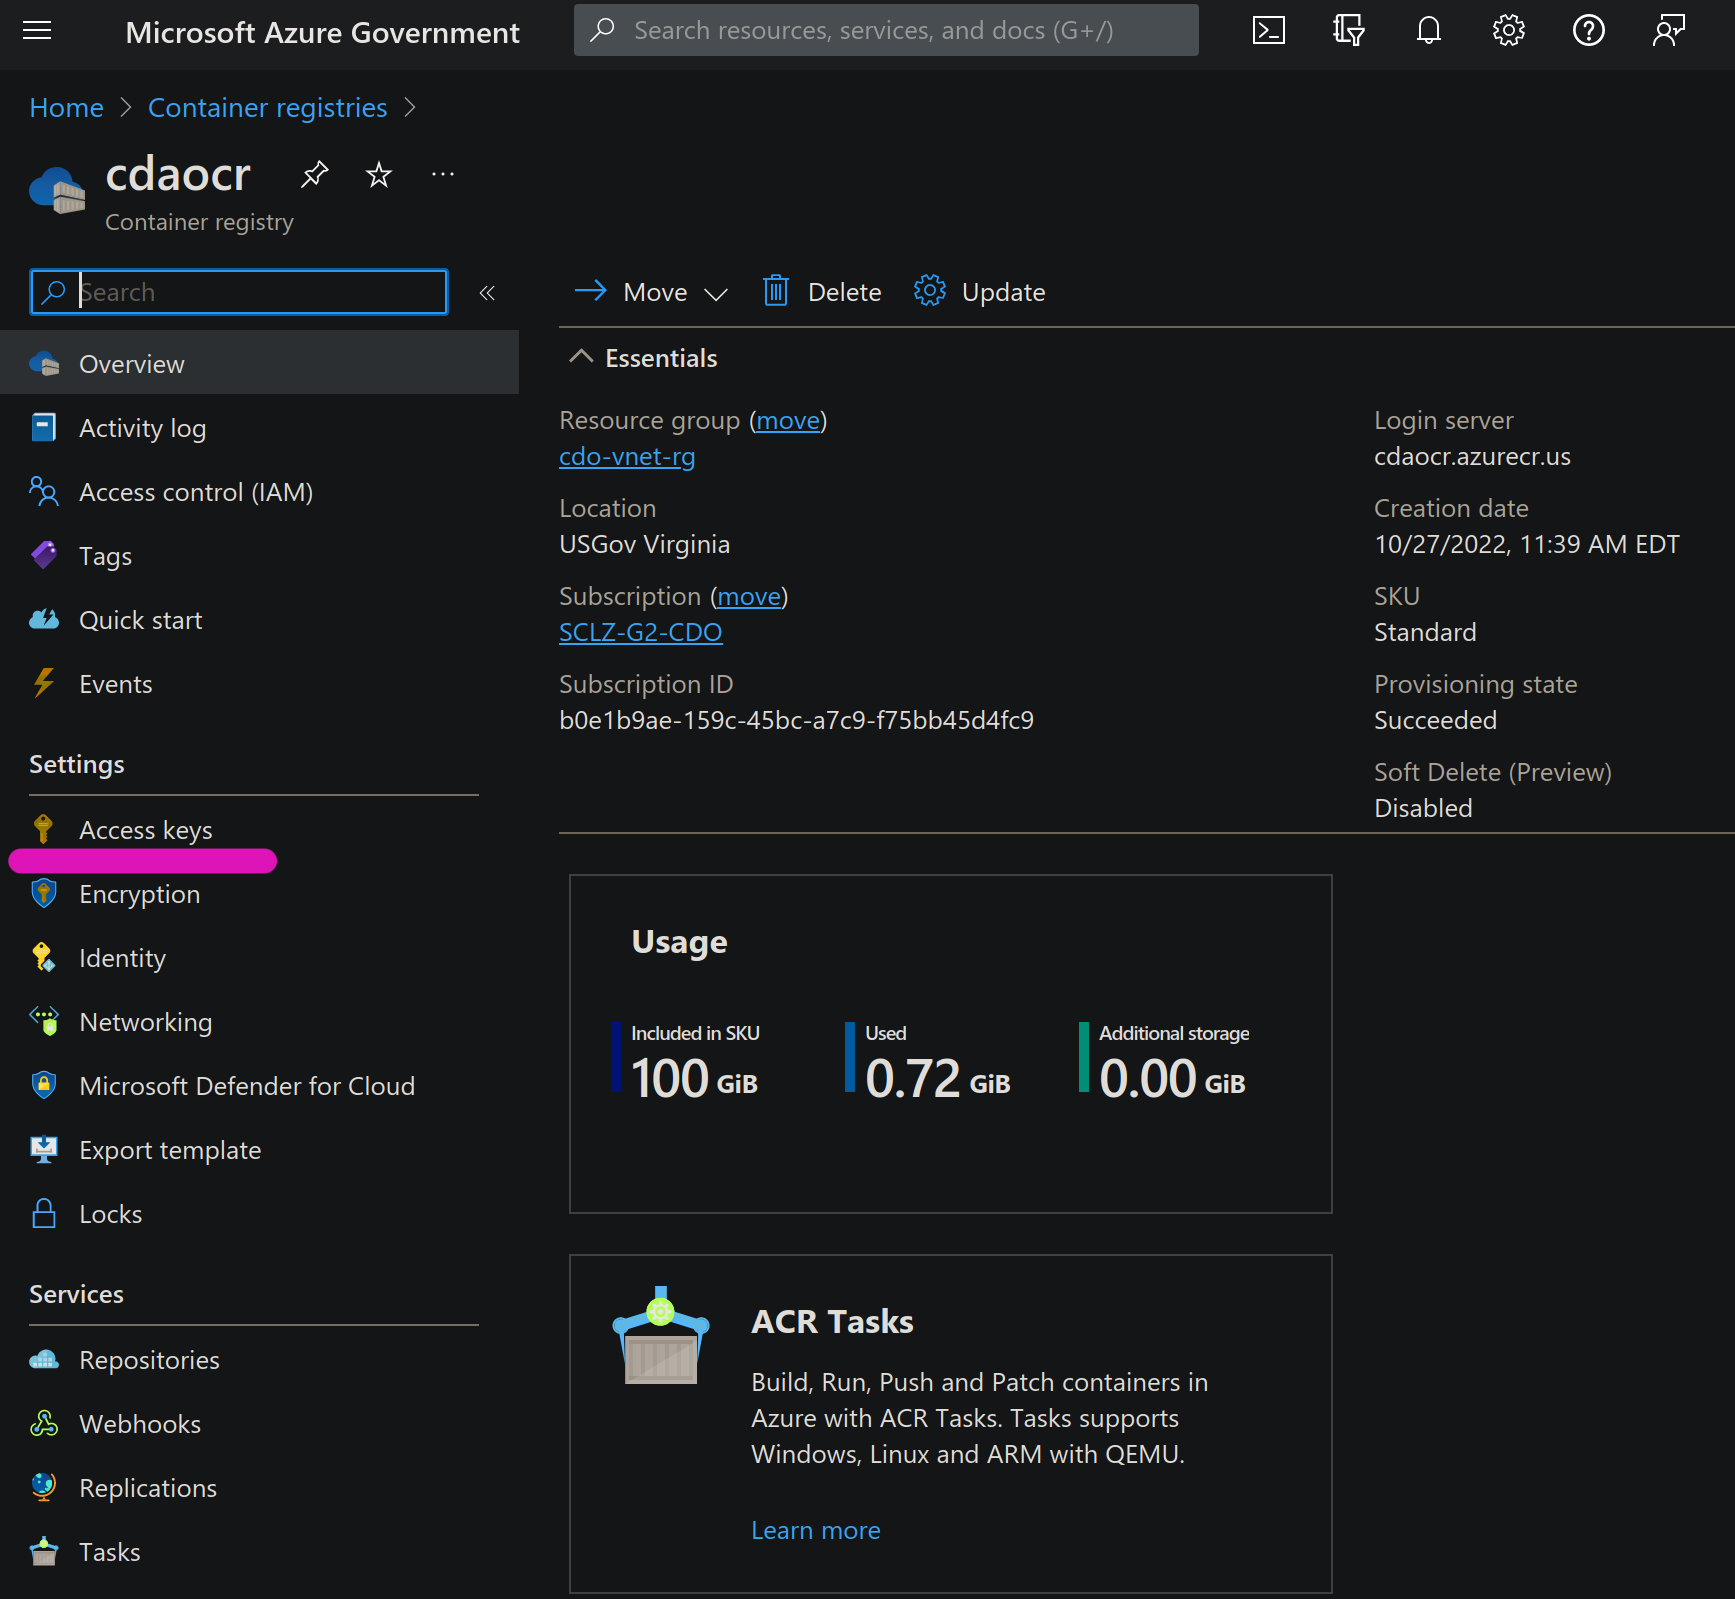 Microsoft Azure Government
Search resources, services, and docs (G+/)
Home
Container registries
cdaocr
Container registry
Search
Overview
Activity log
Access control (IAM)
Tags
Quick start
Events
Settings
Access keys
Encryption
Identity
Networking
Microsoft Defender for Cloud
Export template
Locks
Services
Repositories
Webhooks
Replications
Tasks
Move
Delete
Update
Essentials
Resource group (move)
cdo-vnet-rg
Location
USGov Virginia
Subscription (move)
SCLZ-G2-CDO
Subscription ID
b0e1b9ae-159c-45bc-a7c9-f75bb45d4fc9
Login server
cdaocr.azurecr.us
Creation date
10/27/2022, 11:39 AM EDT
SKU
Standard
Provisioning state
Succeeded
Soft Delete (Preview)
Disabled
Usage
Included in SKU
100 GiB
Used
0.72 GiB
Additional storage
0.00 GiB
ACR Tasks
Build, Run, Push and Patch containers in
Azure with ACR Tasks. Tasks supports
Windows, Linux and ARM with QEMU.
Learn more